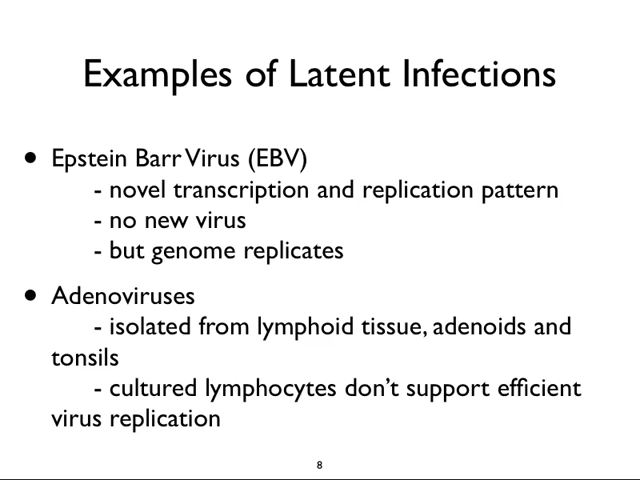 Examples of Latent Infections
• Epstein Barr Virus (EBV)
- novel transcription and replication pattern
- no new virus
- but genome replicates
• Adenoviruses
- isolated from lymphoid tissue, adenoids and
tonsils
- cultured lymphocytes don't support efficient
virus replication
8